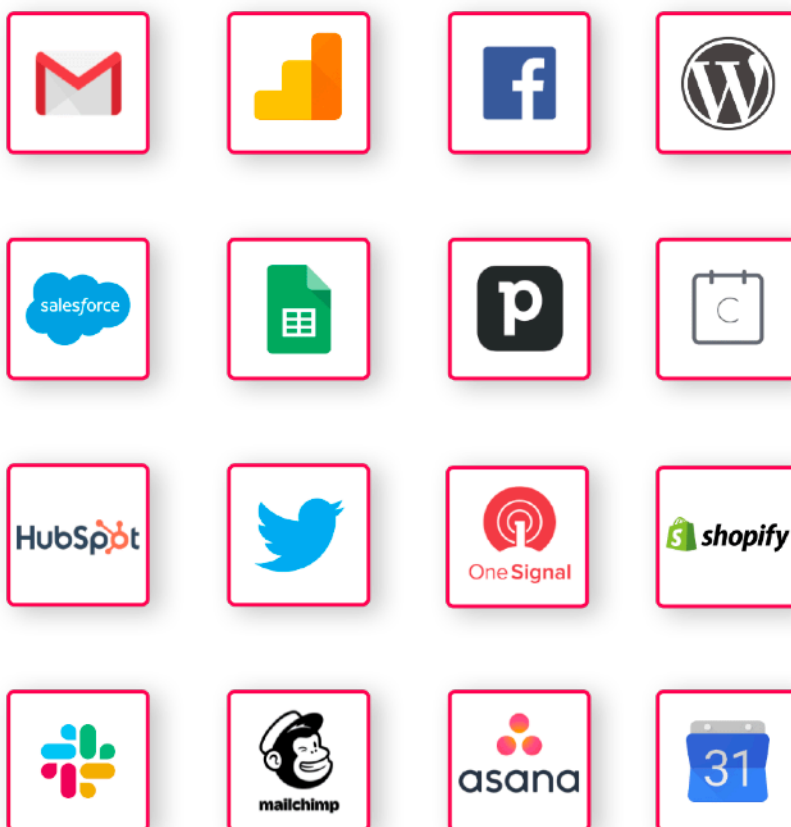 f
W
salesforce
p
C
HubSpot
One Signal
S shopify
mailchimp
asana
31